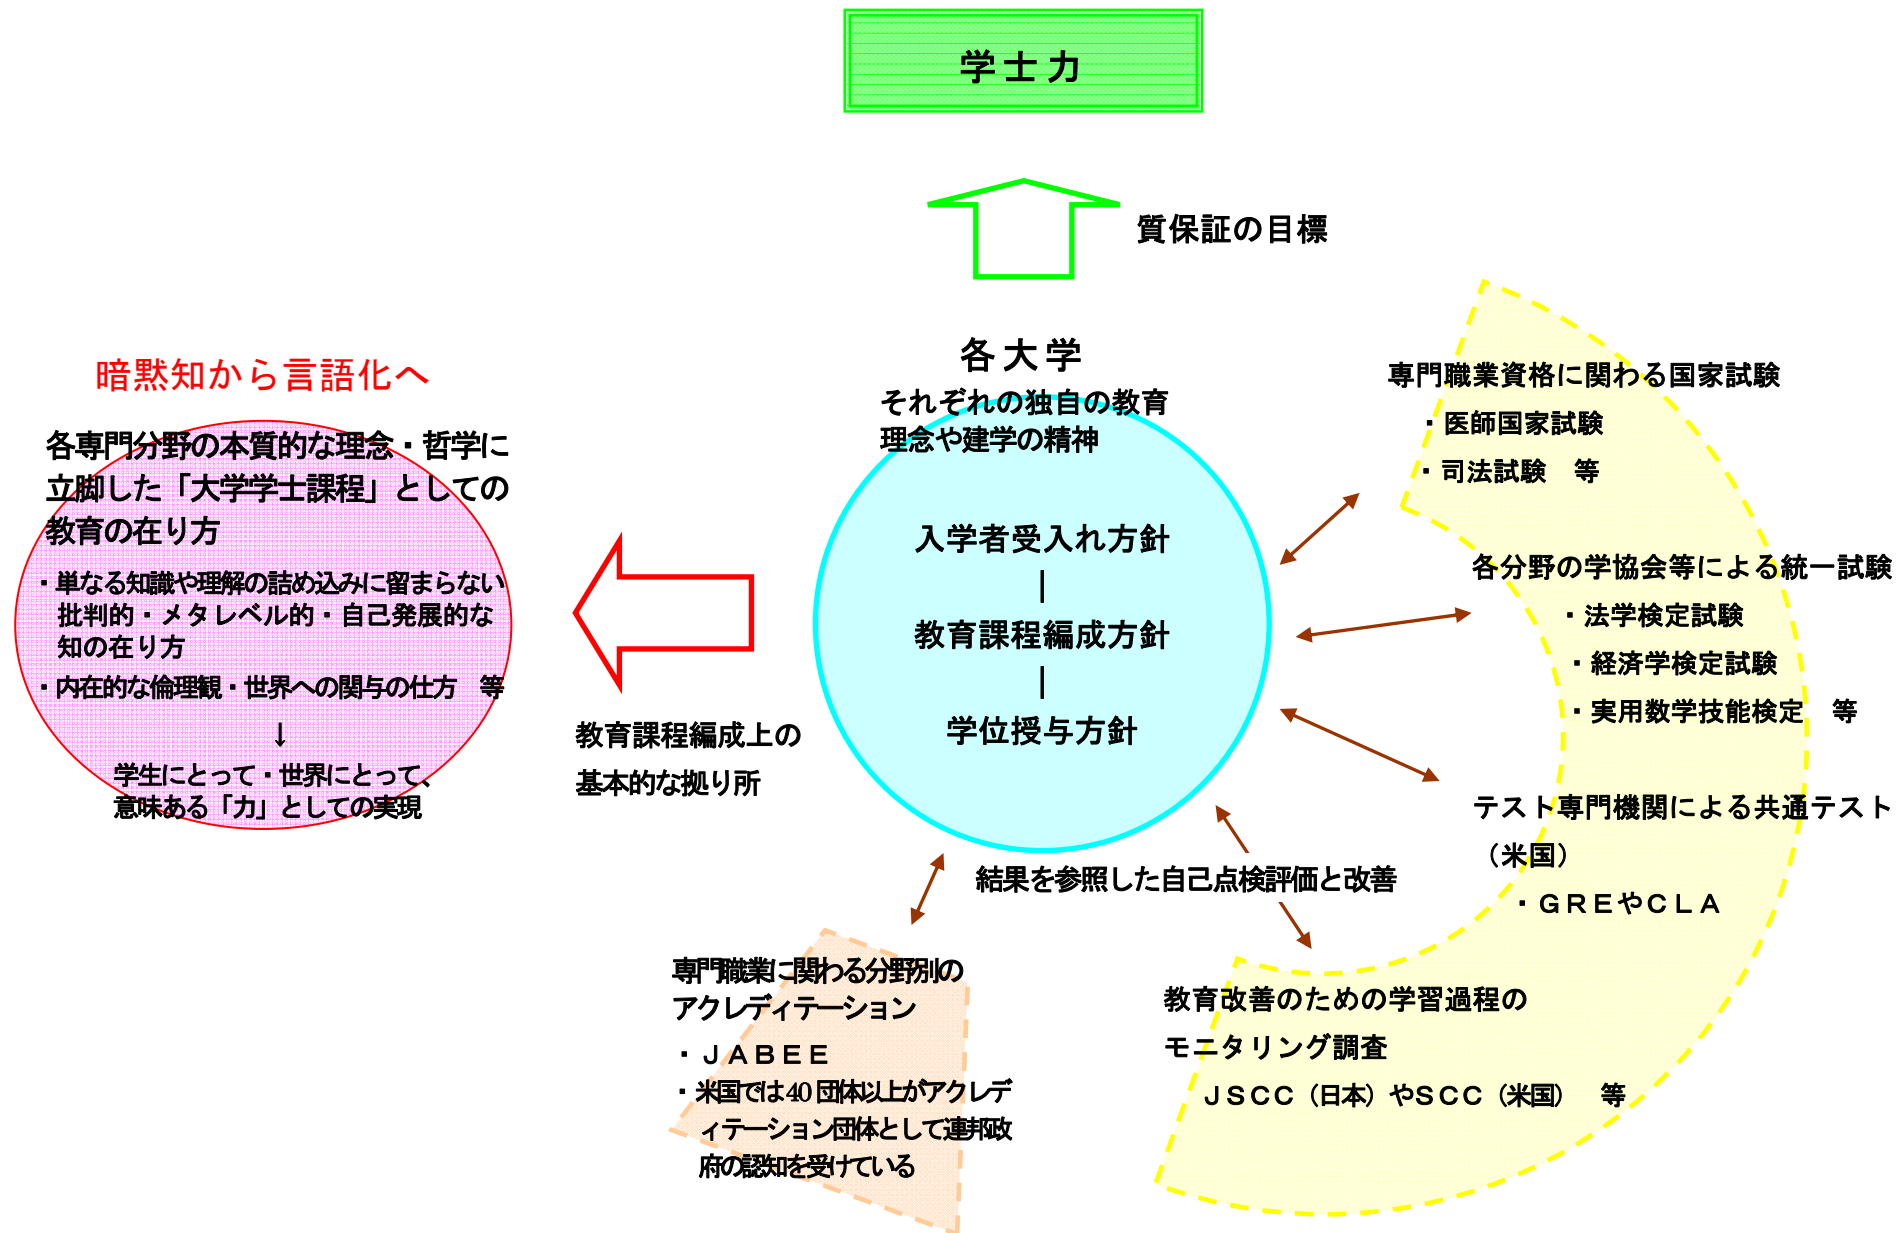 学士力
質保証の目標
各大学
それぞれの独自の教育
理念や建学の精神
入学者受入れ方針
|
教育課程編成方針
|
学位授与方針
暗黙知から言語化へ
各専門分野の本質的な理念・哲学に
立脚した「大学学士課程」としての
教育の在り方
・単なる知識や理解の詰め込みに留まらない
批判的・メタレベル的・自己発展的な
知の在り方
・内在的な倫理観・世界への関与の仕方　等
↓
学生にとって・世界にとって、
意味ある「力」としての実現
教育課程編成上の
基本的な拠り所
専門職業資格に関わる国家試験
・医師国家試験
・司法試験　等
各分野の学協会等による統一試験
・法学検定試験
・経済学検定試験
・実用数学技能検定　等
テスト専門機関による共通テスト
（米国）
・ＧＲＥやＣＬＡ
結果を参照した自己点検評価と改善
教育改善のための学習過程の
モニタリング調査
ＪＳＣＣ（日本）やＳＣＣ（米国）　等
専門職業に関わる分野別の
アクレディテーション
・ＪＡＢＥＥ
・米国では40団体以上がアクレデ
ィテーション団体として連邦政
府の認知を受けている